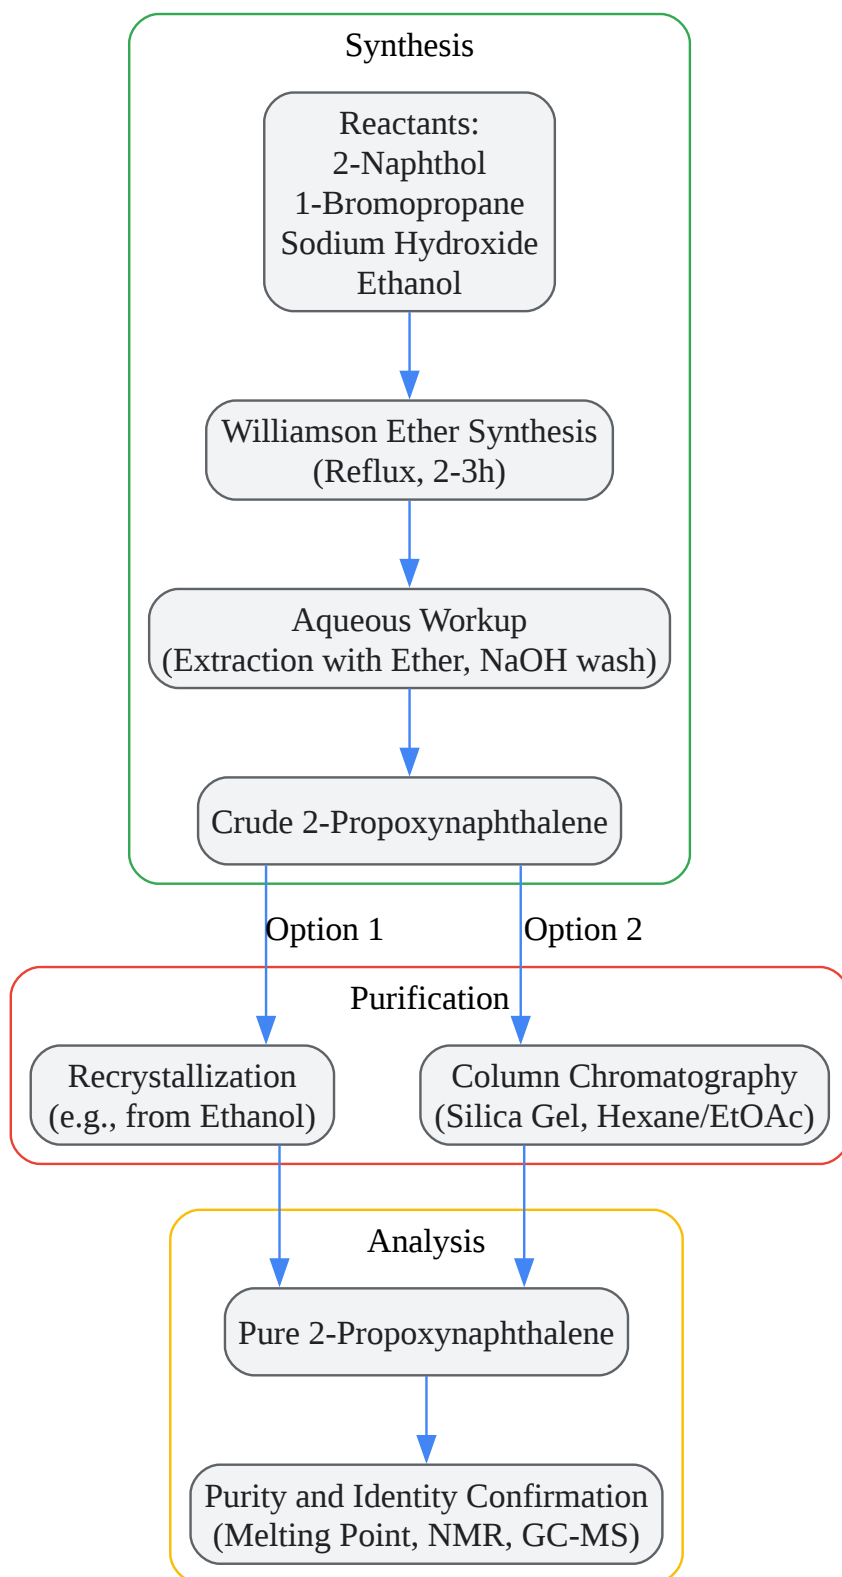 Synthesis
Reactants:
2-Naphthol
1-Bromopropane
Sodium Hydroxide
Ethanol
Williamson Ether Synthesis
(Reflux, 2-3h)
Aqueous Workup
(Extraction with Ether, NaOH wash)
Crude 2-Propoxynaphthalene
Option 1
Option 2
Purification
Recrystallization
(e.g., from Ethanol)
Column Chromatography
(Silica Gel, Hexane/EtOAc)
Analysis
Pure 2-Propoxynaphthalene
Purity and Identity Confirmation
(Melting Point, NMR, GC-MS)